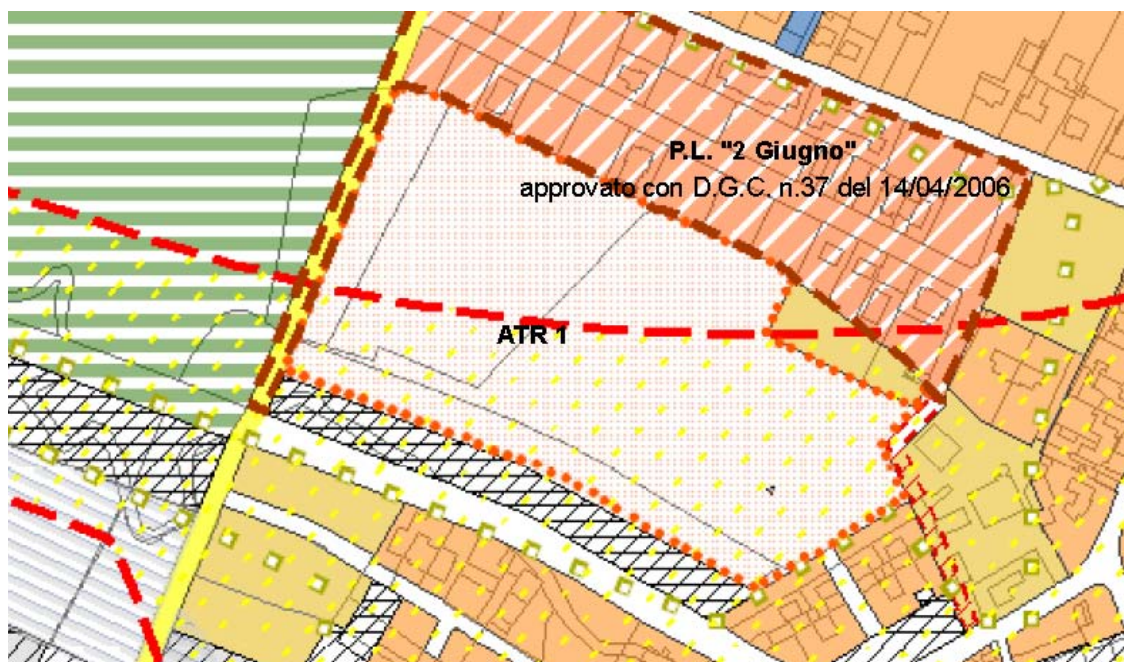 P.L. "2 Giugno"
approvato con D.G.C. n.37 del 14/04/2006
ATR 1